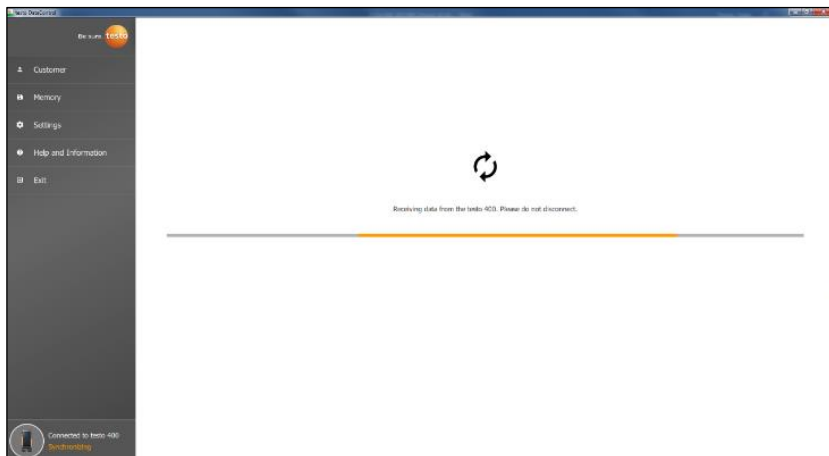 testo DataControl
Be sure. testo
Customer
Memory
Settings
Help and Information
Exit
Receiving data from the testo 400. Please do not disconnect.
Connected to testo 400
Synchronizing